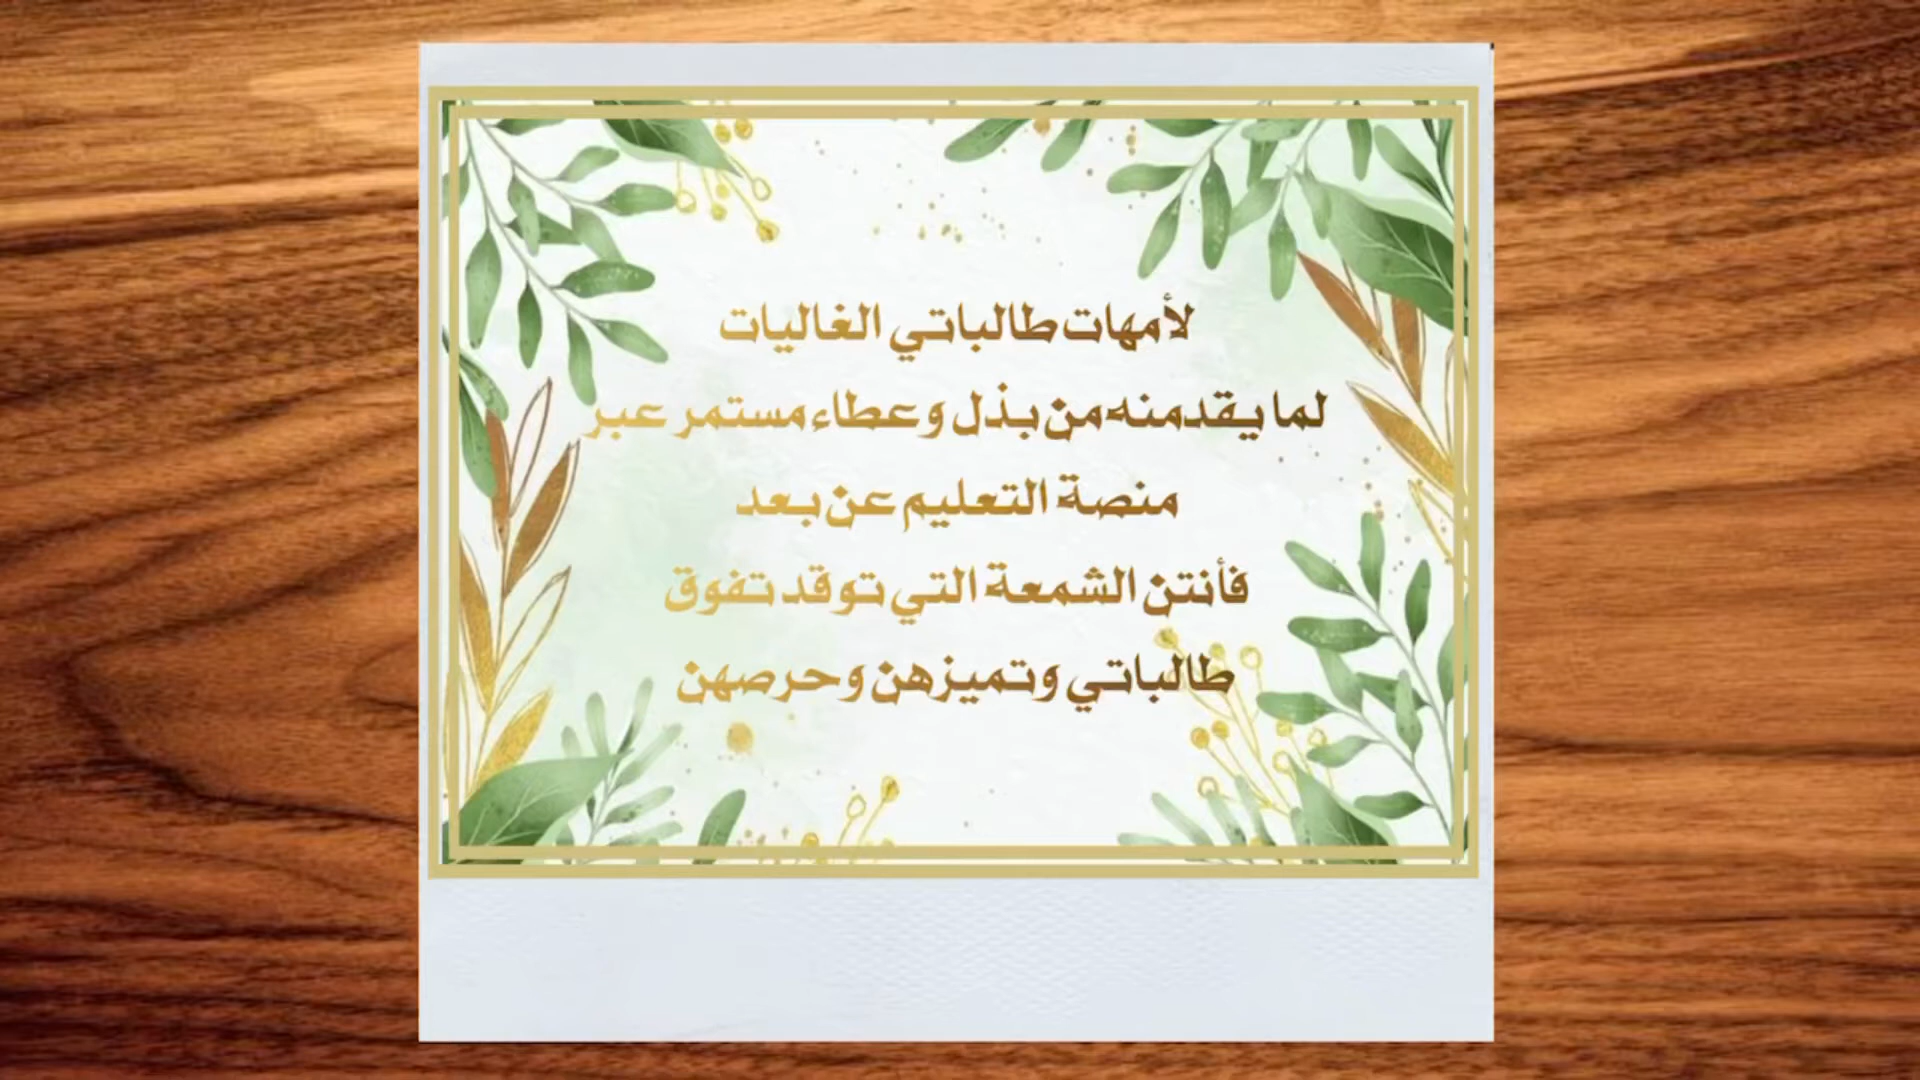 لأمهات طالباتي الغاليات
لما يقدمنه من بذل وعطاء مستمر عبر
منصة التعليم عن بعد
فأنتن الشمعة التي توقد تفوق
طالباتي وتميزهن وحرصهن